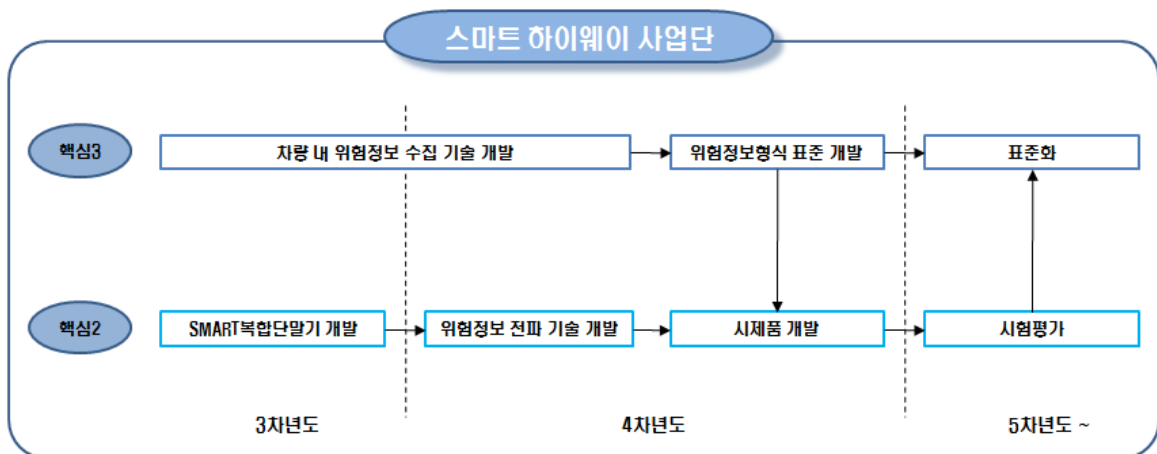 스마트 하이웨이 사업단
핵심3
차량 내 위험정보 수집 기술 개발
위험정보형식 표준 개발
표준화
핵심2
SMART복합단말기 개발
위험정보 전파 기술 개발
시제품 개발
시험평가
3차년도
4차년도
5차년도 ~